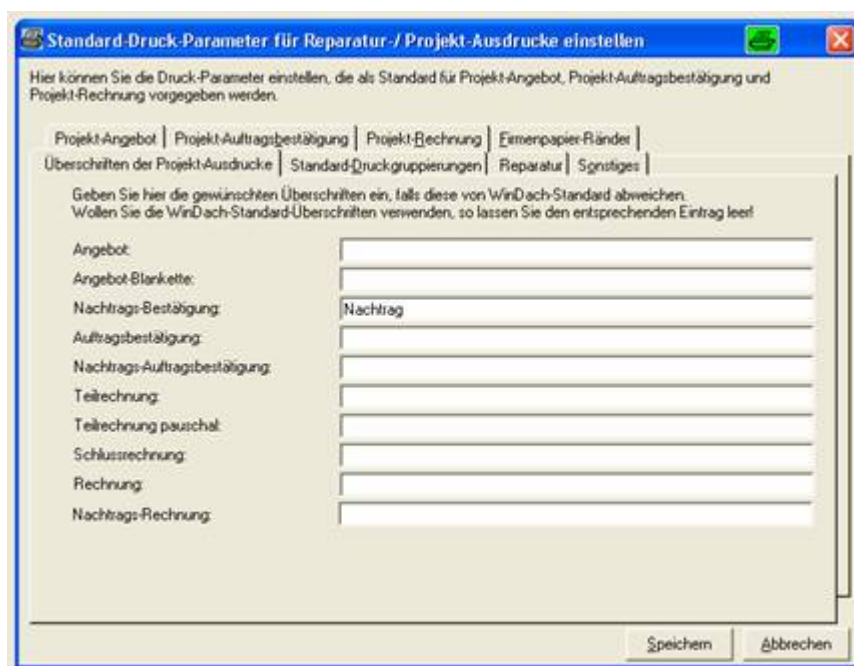 Standard-Druck-Parameter für Reparatur-/ Projekt-Ausdrucke einstellen
Hier können Sie die Druck-Parameter einstellen, die als Standard für Projekt-Angebot, Projekt-Auftragsbestätigung und
Projekt-Rechnung vorgegeben werden.
Projekt-Angebot Projekt-Auftragsbestätigung Projekt-Rechnung Firmenpapier-Ränder
Überschriften der Projekt-Ausdrucke Standard-Druckgruppierungen Reparatur Sonstiges
Geben Sie hier die gewünschten Überschriften ein, falls diese von WinDach-Standard abweichen.
Wollen Sie die WinDach-Standard-Überschriften verwenden, so lassen Sie den entsprechenden Eintrag leer!
Angebot:
Angebot-Blankette:
Nachtrags-Bestätigung: Nachtrag
Auftragsbestätigung:
Nachtrags-Auftragsbestätigung:
Teilrechnung:
Teilrechnung pauschal:
Schlussrechnung:
Rechnung:
Nachtrags-Rechnung:
Speichern Abbrechen